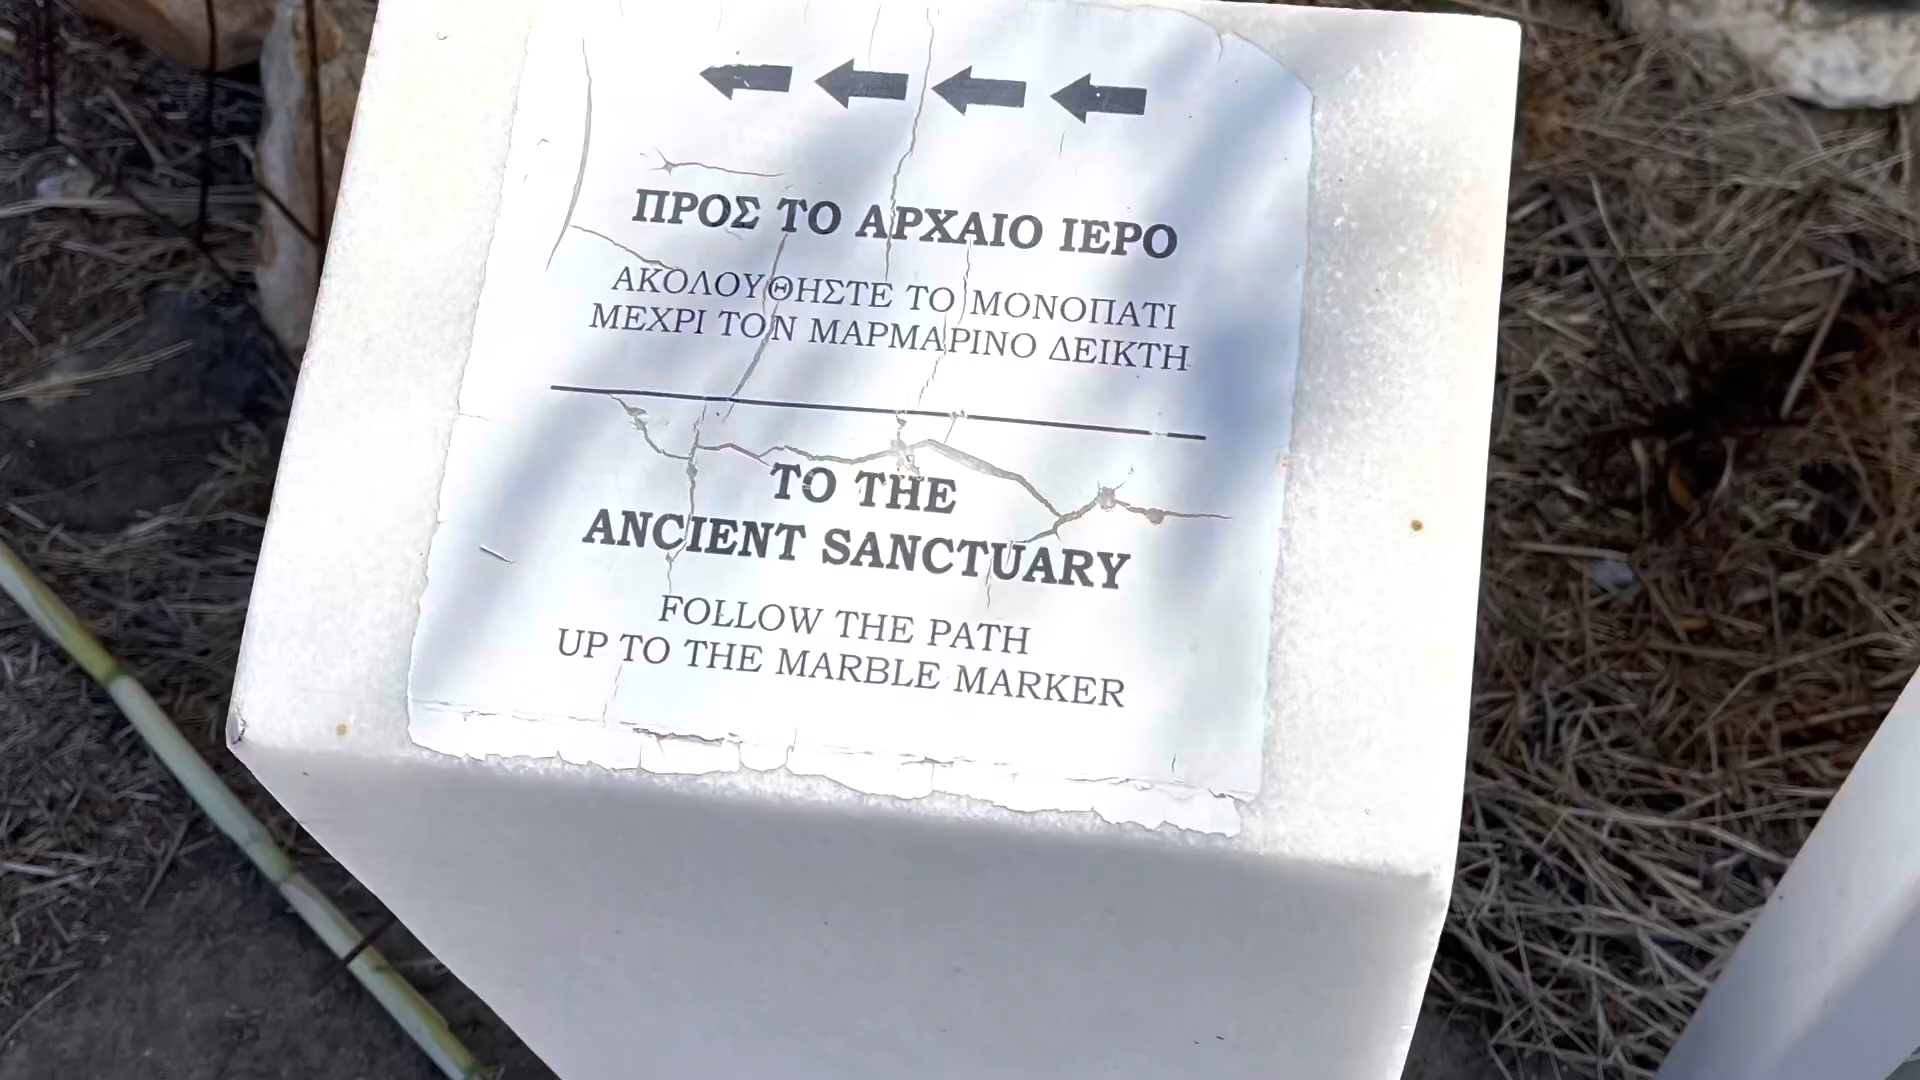 ΠΡΟΣ ΤΟ ΑΡΧΑΙΟ ΙΕΡΟ
ΑΚΟΛΟΥΘΗΣΤΕ ΤΟ ΜΟΝΟΠΑΤΙ
ΜΕΧΡΙ ΤΟΝ ΜΑΡΜΑΡΙΝΟ ΔΕΙΚΤΗ
TO THE
ANCIENT SANCTUARY
FOLLOW THE PATH
UP TO THE MARBLE MARKER